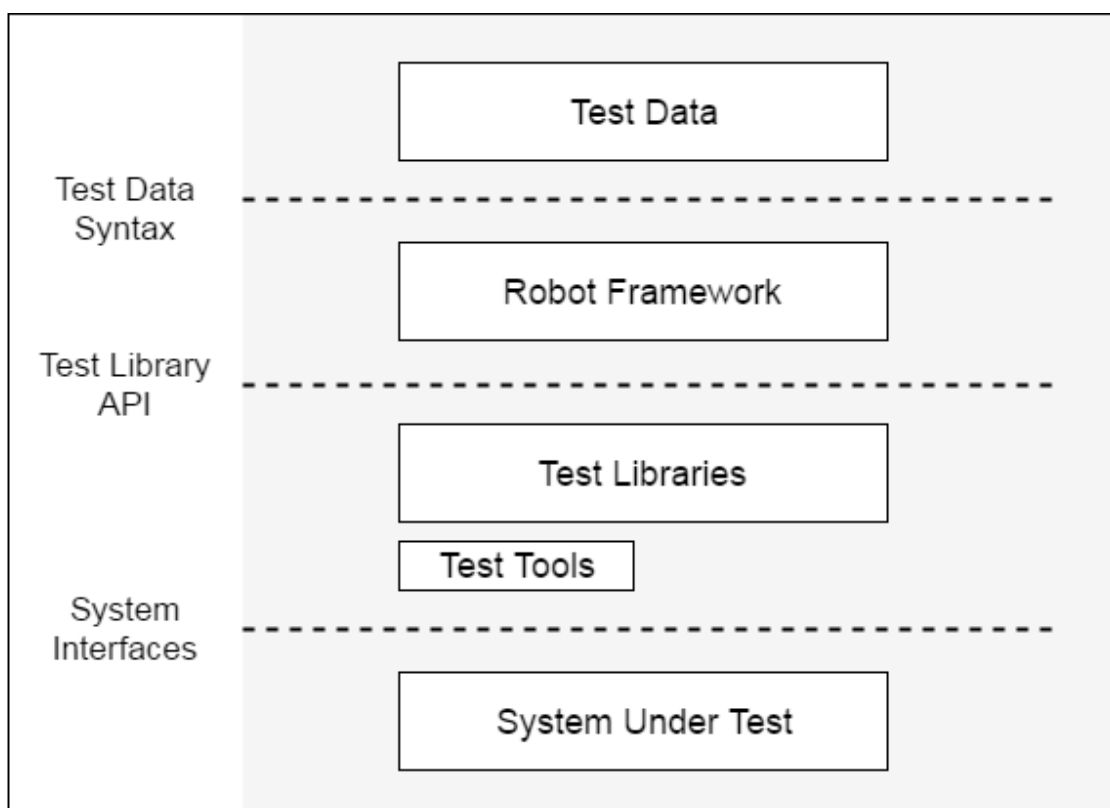 Test Data
Test Data
Syntax
Robot Framework
Test Library
API
Test Libraries
Test Tools
System
Interfaces
System Under Test